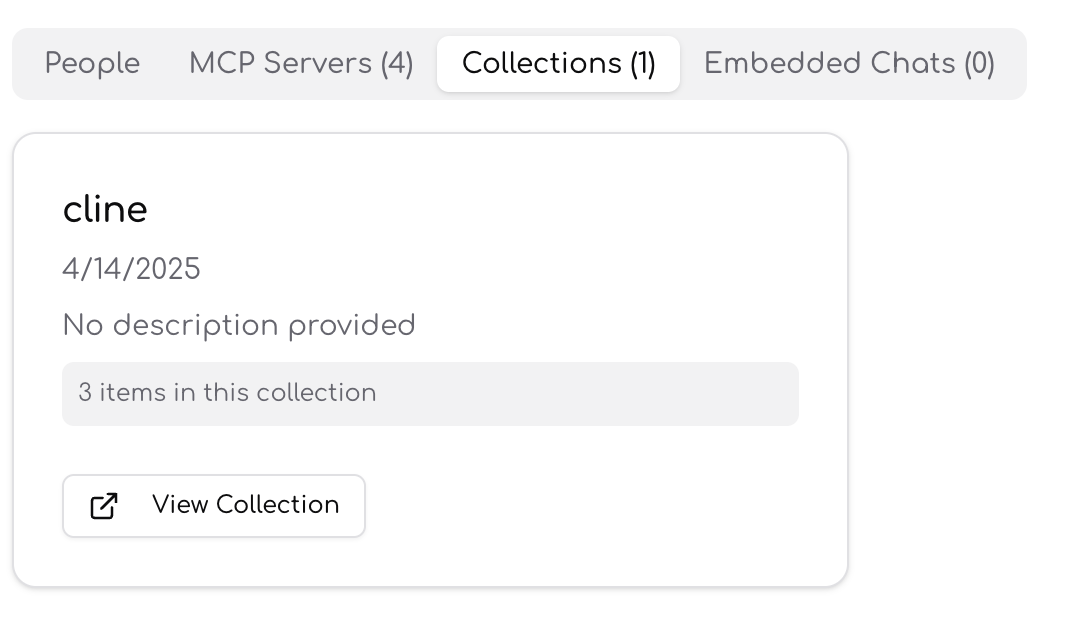 People MCP Servers (4) Collections (1) Embedded Chats (0)
cline
4/14/2025
No description provided
3 items in this collection
View Collection